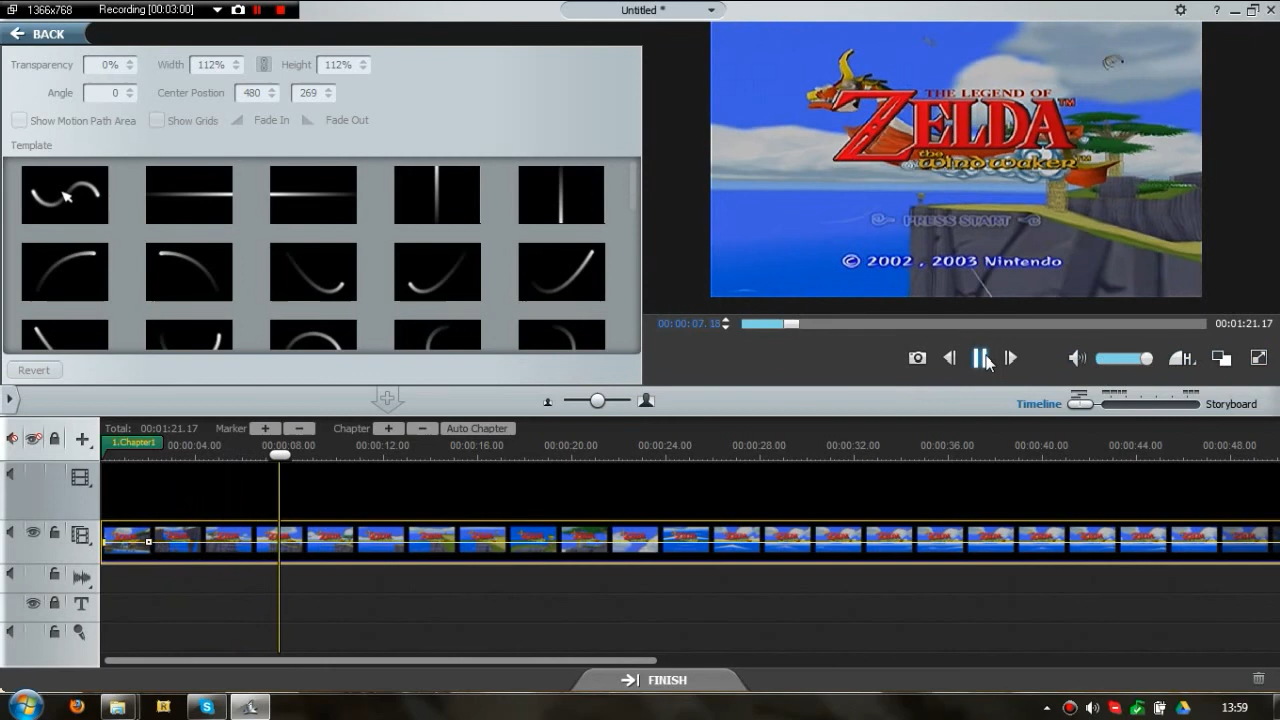 1366x768 Recording [00:03:00] Untitled * ?
BACK
Transparency 0% Width 112% Height 112%
Angle 0 Center Postion 480 269
Show Motion Path Area Show Grids Fade In Fade Out
Template
THE LEGEND OF
ZELDA™
the WIND WAKER™
PRESS START
© 2002 , 2003 Nintendo
00:00:07.18 00:01:21.17
H.
Revert
Timeline Storyboard
Total: 00:01:21.17 Marker + − Chapter + − Auto Chapter
1.Chapter1 00:00:04.00 00:00:08.00 00:00:12.00 00:00:16.00 00:00:20.00 00:00:24.00 00:00:28.00 00:00:32.00 00:00:36.00 00:00:40.00 00:00:44.00 00:00:48.00
T
FINISH
13:59